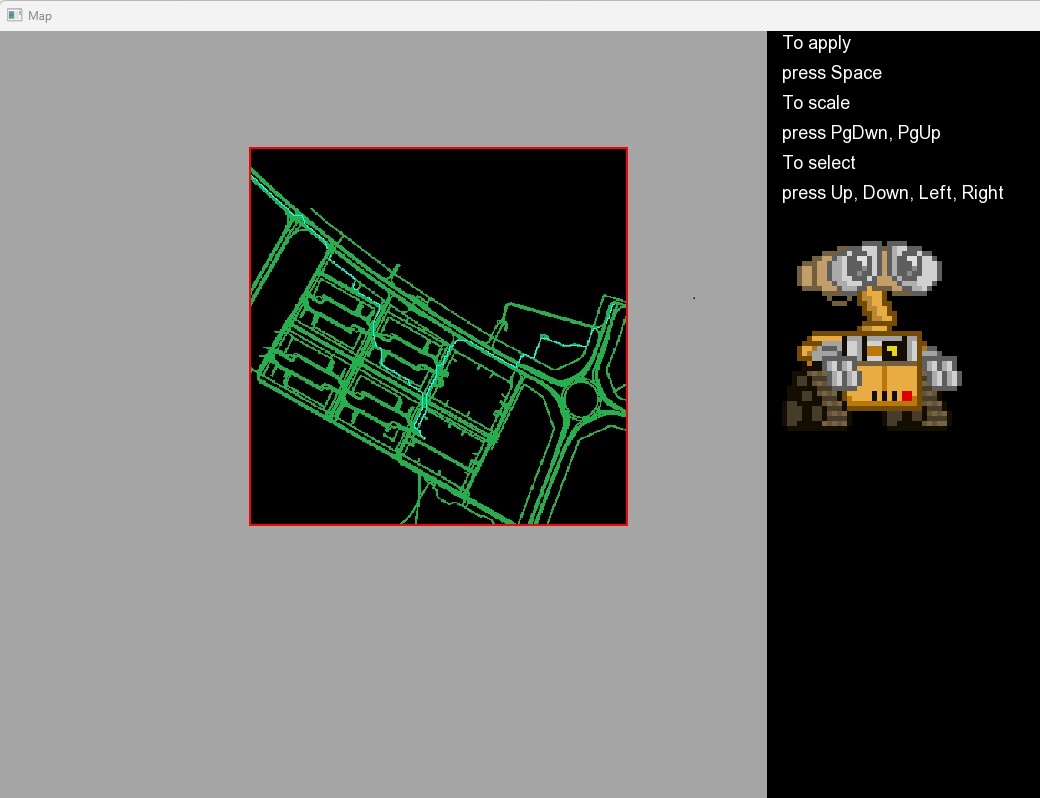 Map
To apply
press Space
To scale
press PgDwn, PgUp
To select
press Up, Down, Left, Right